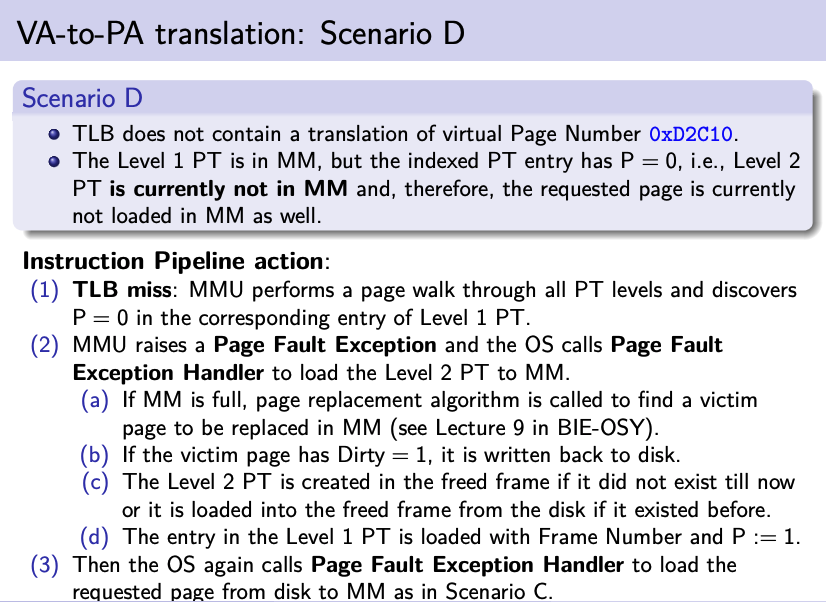 VA-to-PA translation: Scenario D
Scenario D
TLB does not contain a translation of virtual Page Number 0xD2C10.
The Level 1 PT is in MM, but the indexed PT entry has P = 0, i.e., Level 2
PT is currently not in MM and, therefore, the requested page is currently
not loaded in MM as well.
Instruction Pipeline action:
(1) TLB miss: MMU performs a page walk through all PT levels and discovers
P = 0 in the corresponding entry of Level 1 PT.
(2) MMU raises a Page Fault Exception and the OS calls Page Fault
Exception Handler to load the Level 2 PT to MM.
(a) If MM is full, page replacement algorithm is called to find a victim
page to be replaced in MM (see Lecture 9 in BIE-OSY).
(b) If the victim page has Dirty = 1, it is written back to disk.
(c) The Level 2 PT is created in the freed frame if it did not exist till now
or it is loaded into the freed frame from the disk if it existed before.
(d) The entry in the Level 1 PT is loaded with Frame Number and P := 1.
(3) Then the OS again calls Page Fault Exception Handler to load the
requested page from disk to MM as in Scenario C.